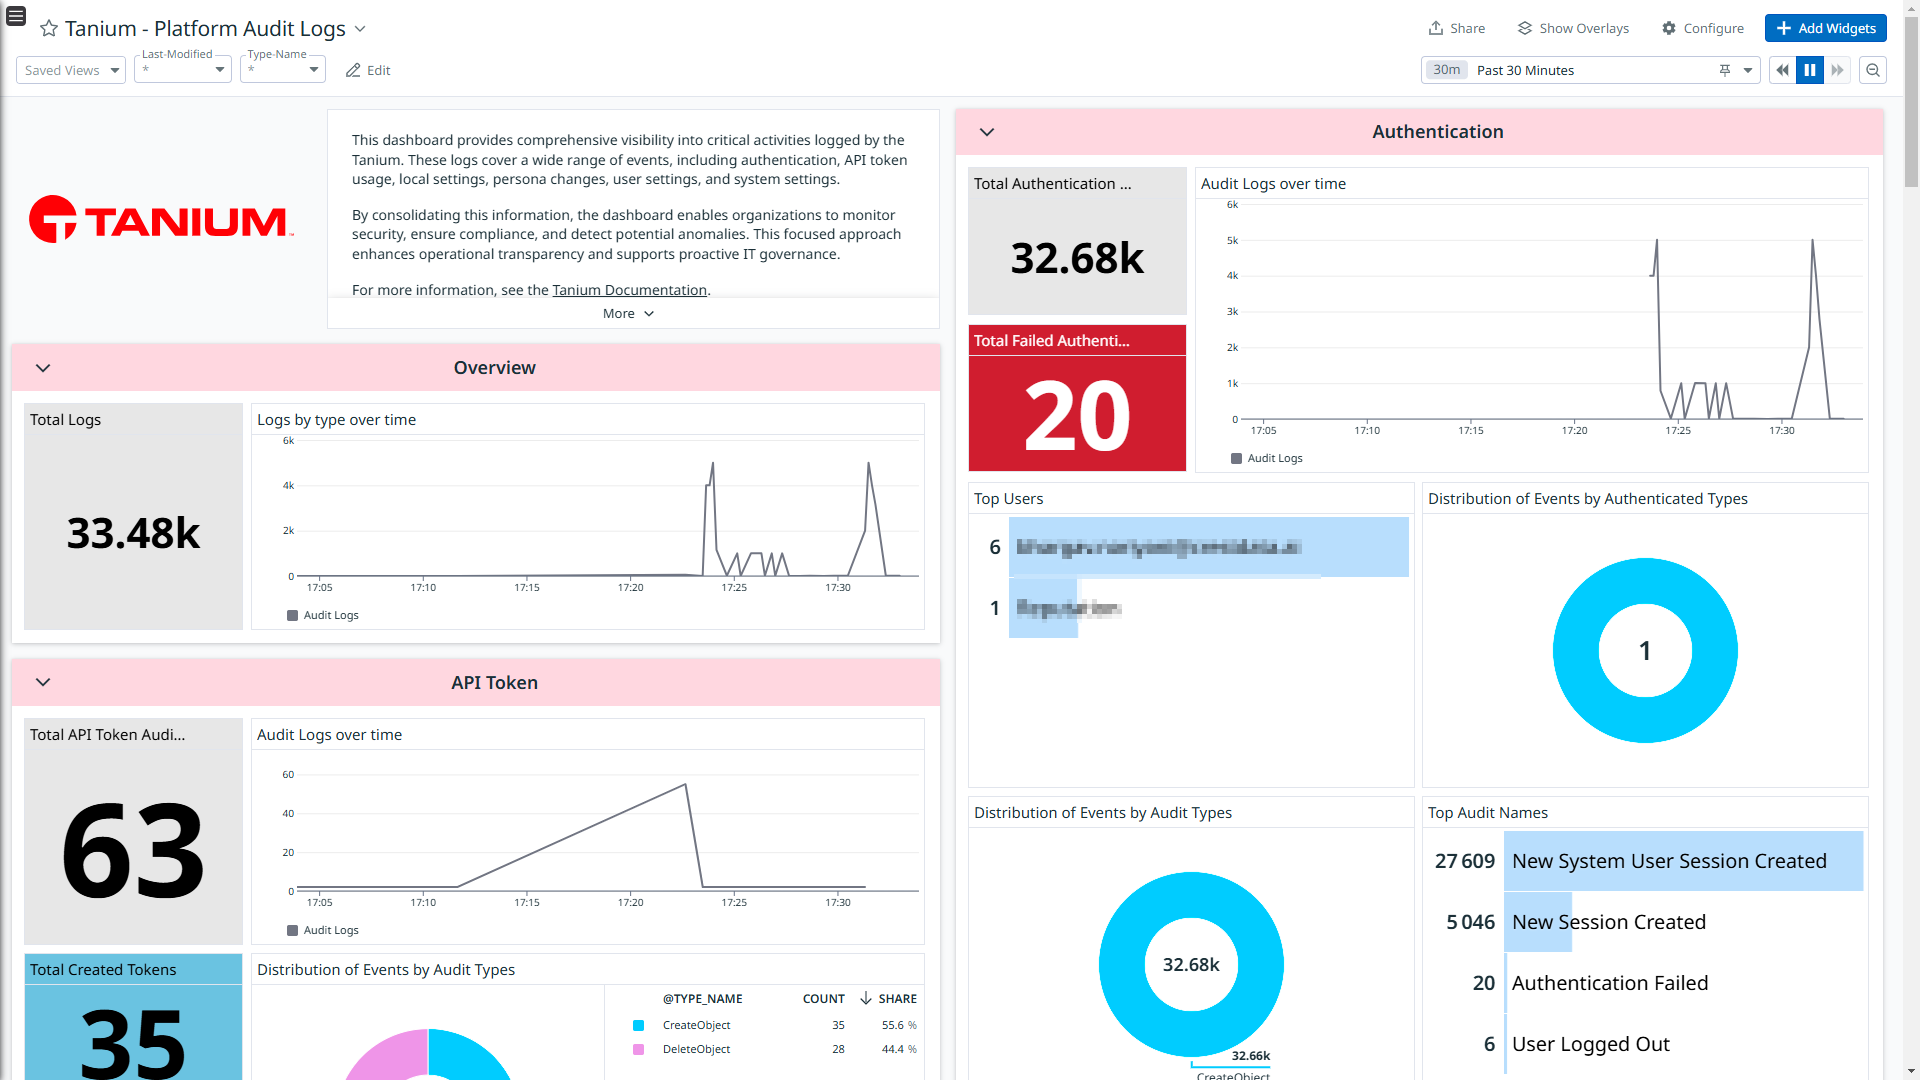 Tanium - Platform Audit Logs
Share
Show Overlays
Configure
Add Widgets
Saved Views
Last-Modified
*
Type-Name
*
Edit
30m Past 30 Minutes
TANIUM
This dashboard provides comprehensive visibility into critical activities logged by the
Tanium. These logs cover a wide range of events, including authentication, API token
usage, local settings, persona changes, user settings, and system settings.
By consolidating this information, the dashboard enables organizations to monitor
security, ensure compliance, and detect potential anomalies. This focused approach
enhances operational transparency and supports proactive IT governance.
For more information, see the Tanium Documentation.
More
Overview
Total Logs
33.48k
Logs by type over time
6k
4k
2k
0
17:05 17:10 17:15 17:20 17:25 17:30
Audit Logs
API Token
Total API Token Audi...
63
Audit Logs over time
60
40
20
0
17:05 17:10 17:15 17:20 17:25 17:30
Audit Logs
Total Created Tokens
35
Distribution of Events by Audit Types
@TYPE_NAME COUNT SHARE
CreateObject 35 55.6 %
DeleteObject 28 44.4 %
Authentication
Total Authentication ...
32.68k
Total Failed Authenti...
20
Audit Logs over time
6k
5k
4k
3k
2k
1k
0
17:05 17:10 17:15 17:20 17:25 17:30
Audit Logs
Top Users
6
1
Distribution of Events by Authenticated Types
1
Distribution of Events by Audit Types
32.68k
32.66k
CreateObject
Top Audit Names
27 609 New System User Session Created
5 046 New Session Created
20 Authentication Failed
6 User Logged Out